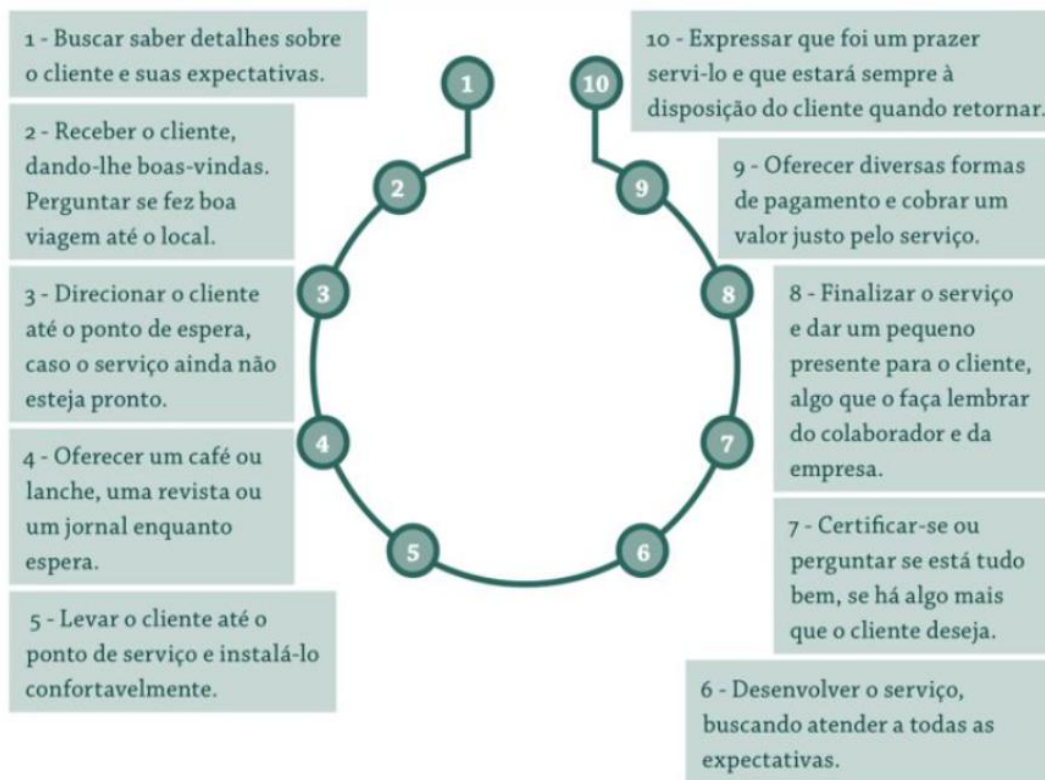 1 - Buscar saber detalhes sobre
o cliente e suas expectativas.
2 - Receber o cliente,
dando-lhe boas-vindas.
Perguntar se fez boa
viagem até o local.
3 - Direcionar o cliente
até o ponto de espera,
caso o serviço ainda não
esteja pronto.
4 - Oferecer um café ou
lanche, uma revista ou
um jornal enquanto
espera.
5 - Levar o cliente até o
ponto de serviço e instalá-lo
confortavelmente.
1
2
3
4
5
6
7
8
9
10
10 - Expressar que foi um prazer
servi-lo e que estará sempre à
disposição do cliente quando retornar.
9 - Oferecer diversas formas
de pagamento e cobrar um
valor justo pelo serviço.
8 - Finalizar o serviço
e dar um pequeno
presente para o cliente,
algo que o faça lembrar
do colaborador e da
empresa.
7 - Certificar-se ou
perguntar se está tudo
bem, se há algo mais
que o cliente deseja.
6 - Desenvolver o serviço,
buscando atender a todas as
expectativas.